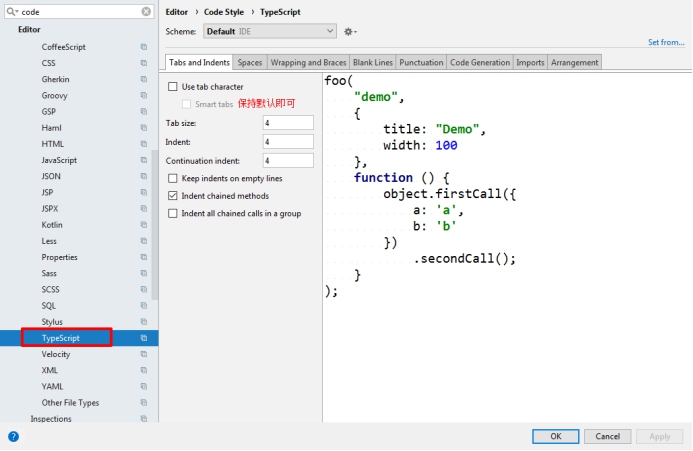 code
Editor
CoffeeScript
CSS
Gherkin
Groovy
GSP
Haml
HTML
JavaScript
JSON
JSP
JSPX
Kotlin
Less
Properties
Sass
SCSS
SQL
Stylus
TypeScript
Velocity
XML
YAML
Other File Types
Inspections
Editor › Code Style › TypeScript
Scheme: Default IDE
Set from...
Tabs and Indents Spaces Wrapping and Braces Blank Lines Punctuation Code Generation Imports Arrangement
Use tab character
Smart tabs 保持默认即可
Tab size: 4
Indent: 4
Continuation indent: 4
Keep indents on empty lines
Indent chained methods
Indent all chained calls in a group
foo(
"demo",
{
title: "Demo",
width: 100
},
function () {
object.firstCall({
a: 'a',
b: 'b'
})
.secondCall();
}
);
? OK Cancel Apply